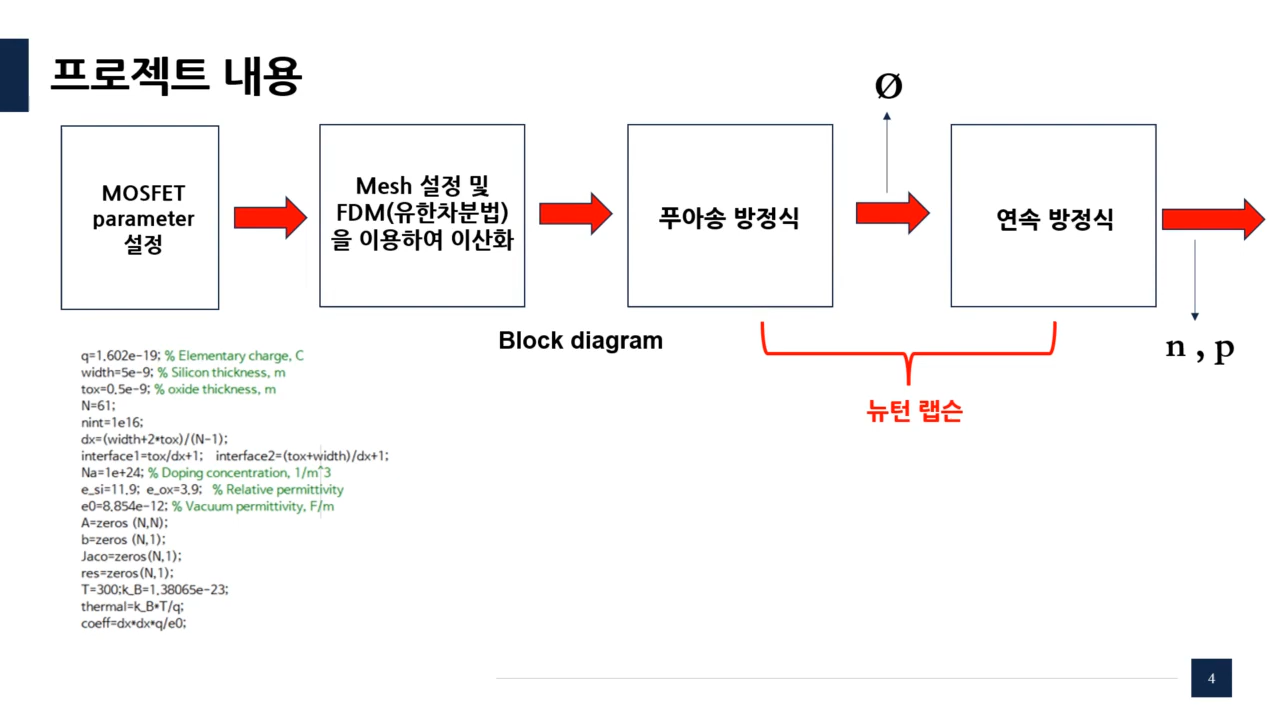 프로젝트 내용
Ø
MOSFET
parameter
설정
Mesh 설정 및
FDM(유한차분법)
을 이용하여 이산화
푸아송 방정식
연속 방정식
Block diagram
n , p
뉴턴 랩슨
q=1.602e-19; % Elementary charge, C
width=5e-9; % Silicon thickness, m
tox=0.5e-9; % oxide thickness, m
N=61;
nint=1e16;
dx=(width+2*tox)/(N-1);
interface1=tox/dx+1; interface2=(tox+width)/dx+1;
Na=1e+24; % Doping concentration, 1/m^3
e_si=11.9; e_ox=3.9; % Relative permittivity
e0=8.854e-12; % Vacuum permittivity, F/m
A=zeros (N,N);
b=zeros (N,1);
Jaco=zeros(N,1);
res=zeros(N,1);
T=300;k_B=1.38065e-23;
thermal=k_B*T/q;
coeff=dx*dx*q/e0;
4